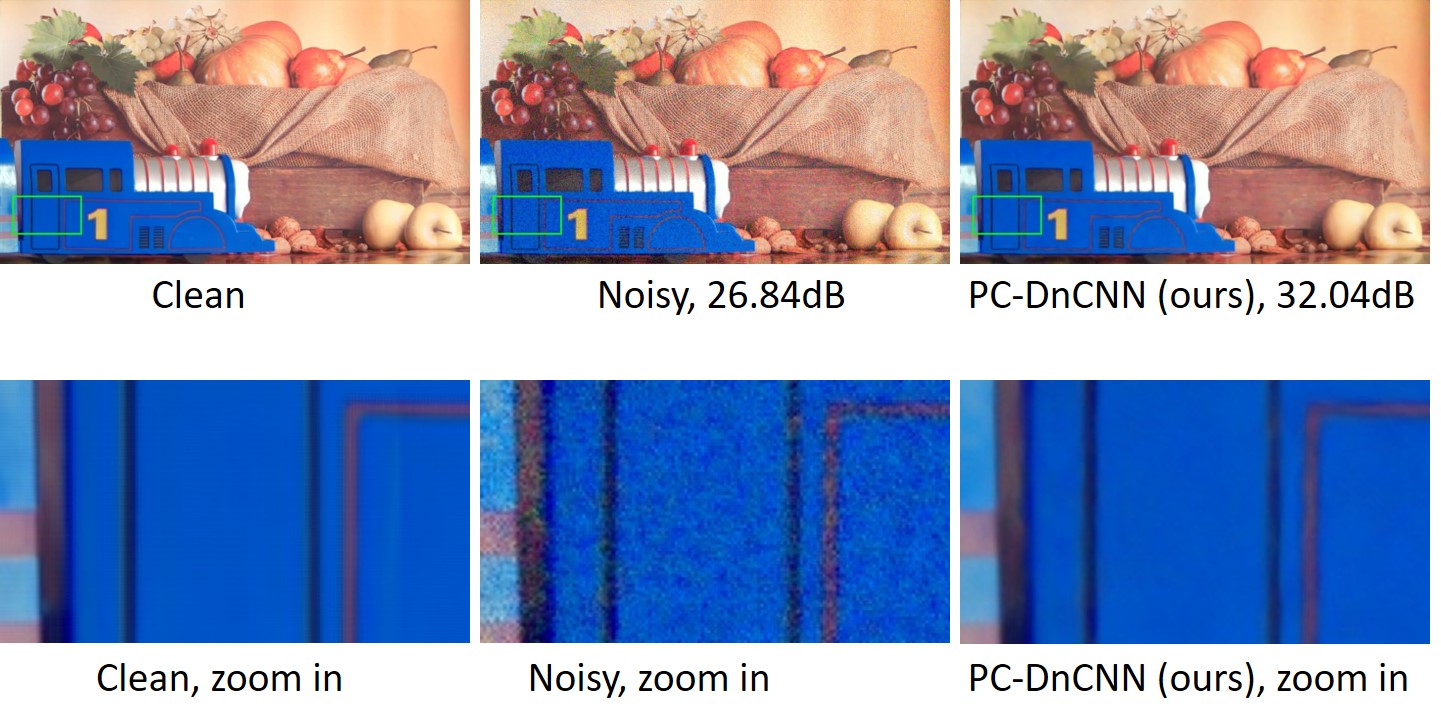 1
1
1
Clean
Noisy, 26.84dB
PC-DnCNN (ours), 32.04dB
Clean, zoom in
Noisy, zoom in
PC-DnCNN (ours), zoom in